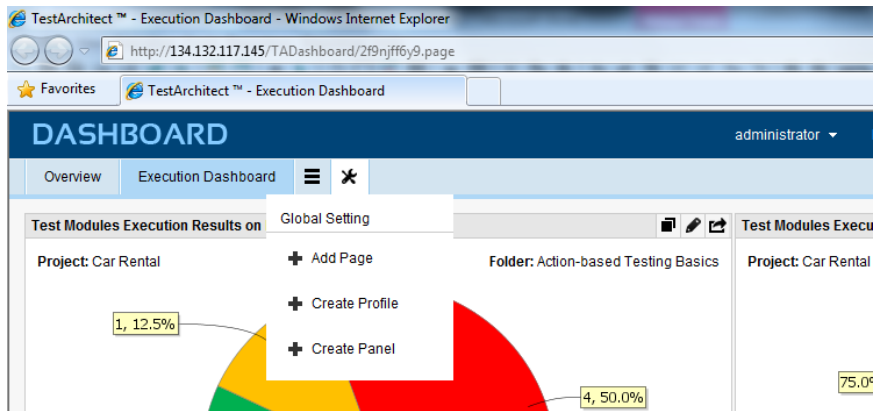 TestArchitect ™ - Execution Dashboard - Windows Internet Explorer
http://134.132.117.145/TADashboard/2f9njff6y9.page
Favorites
TestArchitect ™ - Execution Dashboard
DASHBOARD
administrator
Overview
Execution Dashboard
Global Setting
Add Page
Create Profile
Create Panel
Test Modules Execution Results on
Project: Car Rental
Folder: Action-based Testing Basics
1, 12.5%
4, 50.0%
Test Modules Execu
Project: Car Rental
75.0